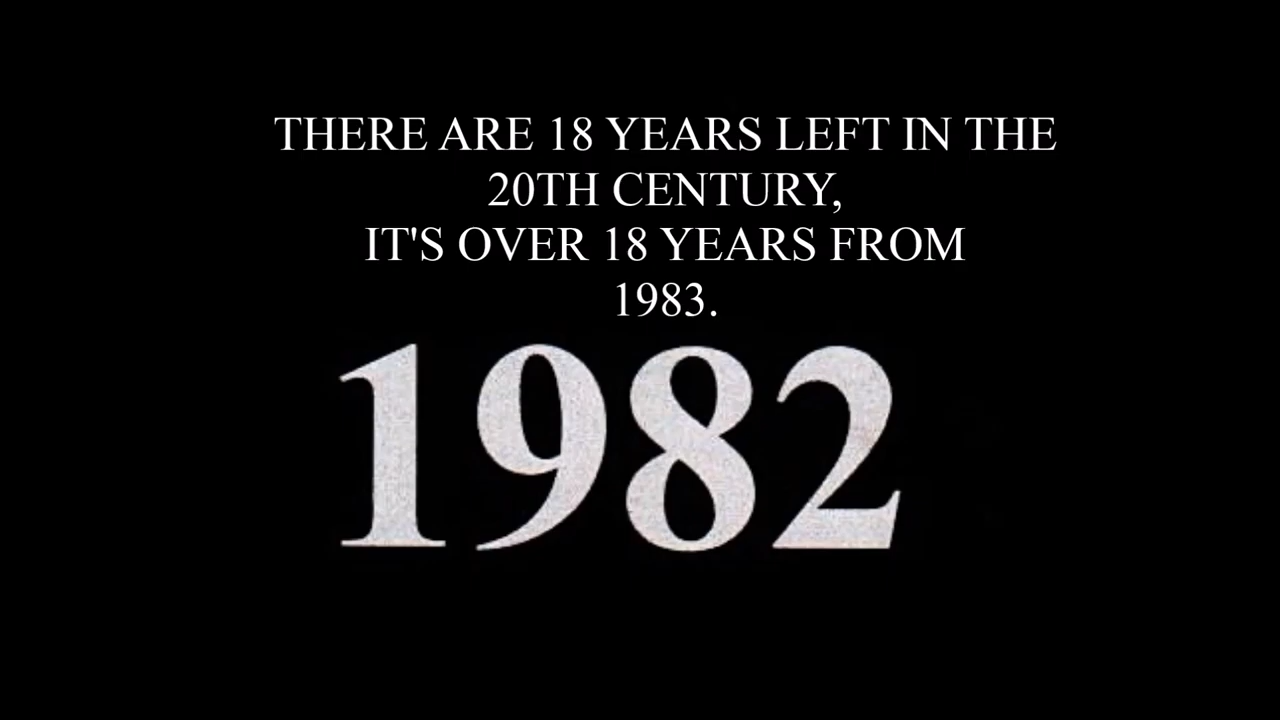 THERE ARE 18 YEARS LEFT IN THE
20TH CENTURY,
IT'S OVER 18 YEARS FROM
1983.
1982